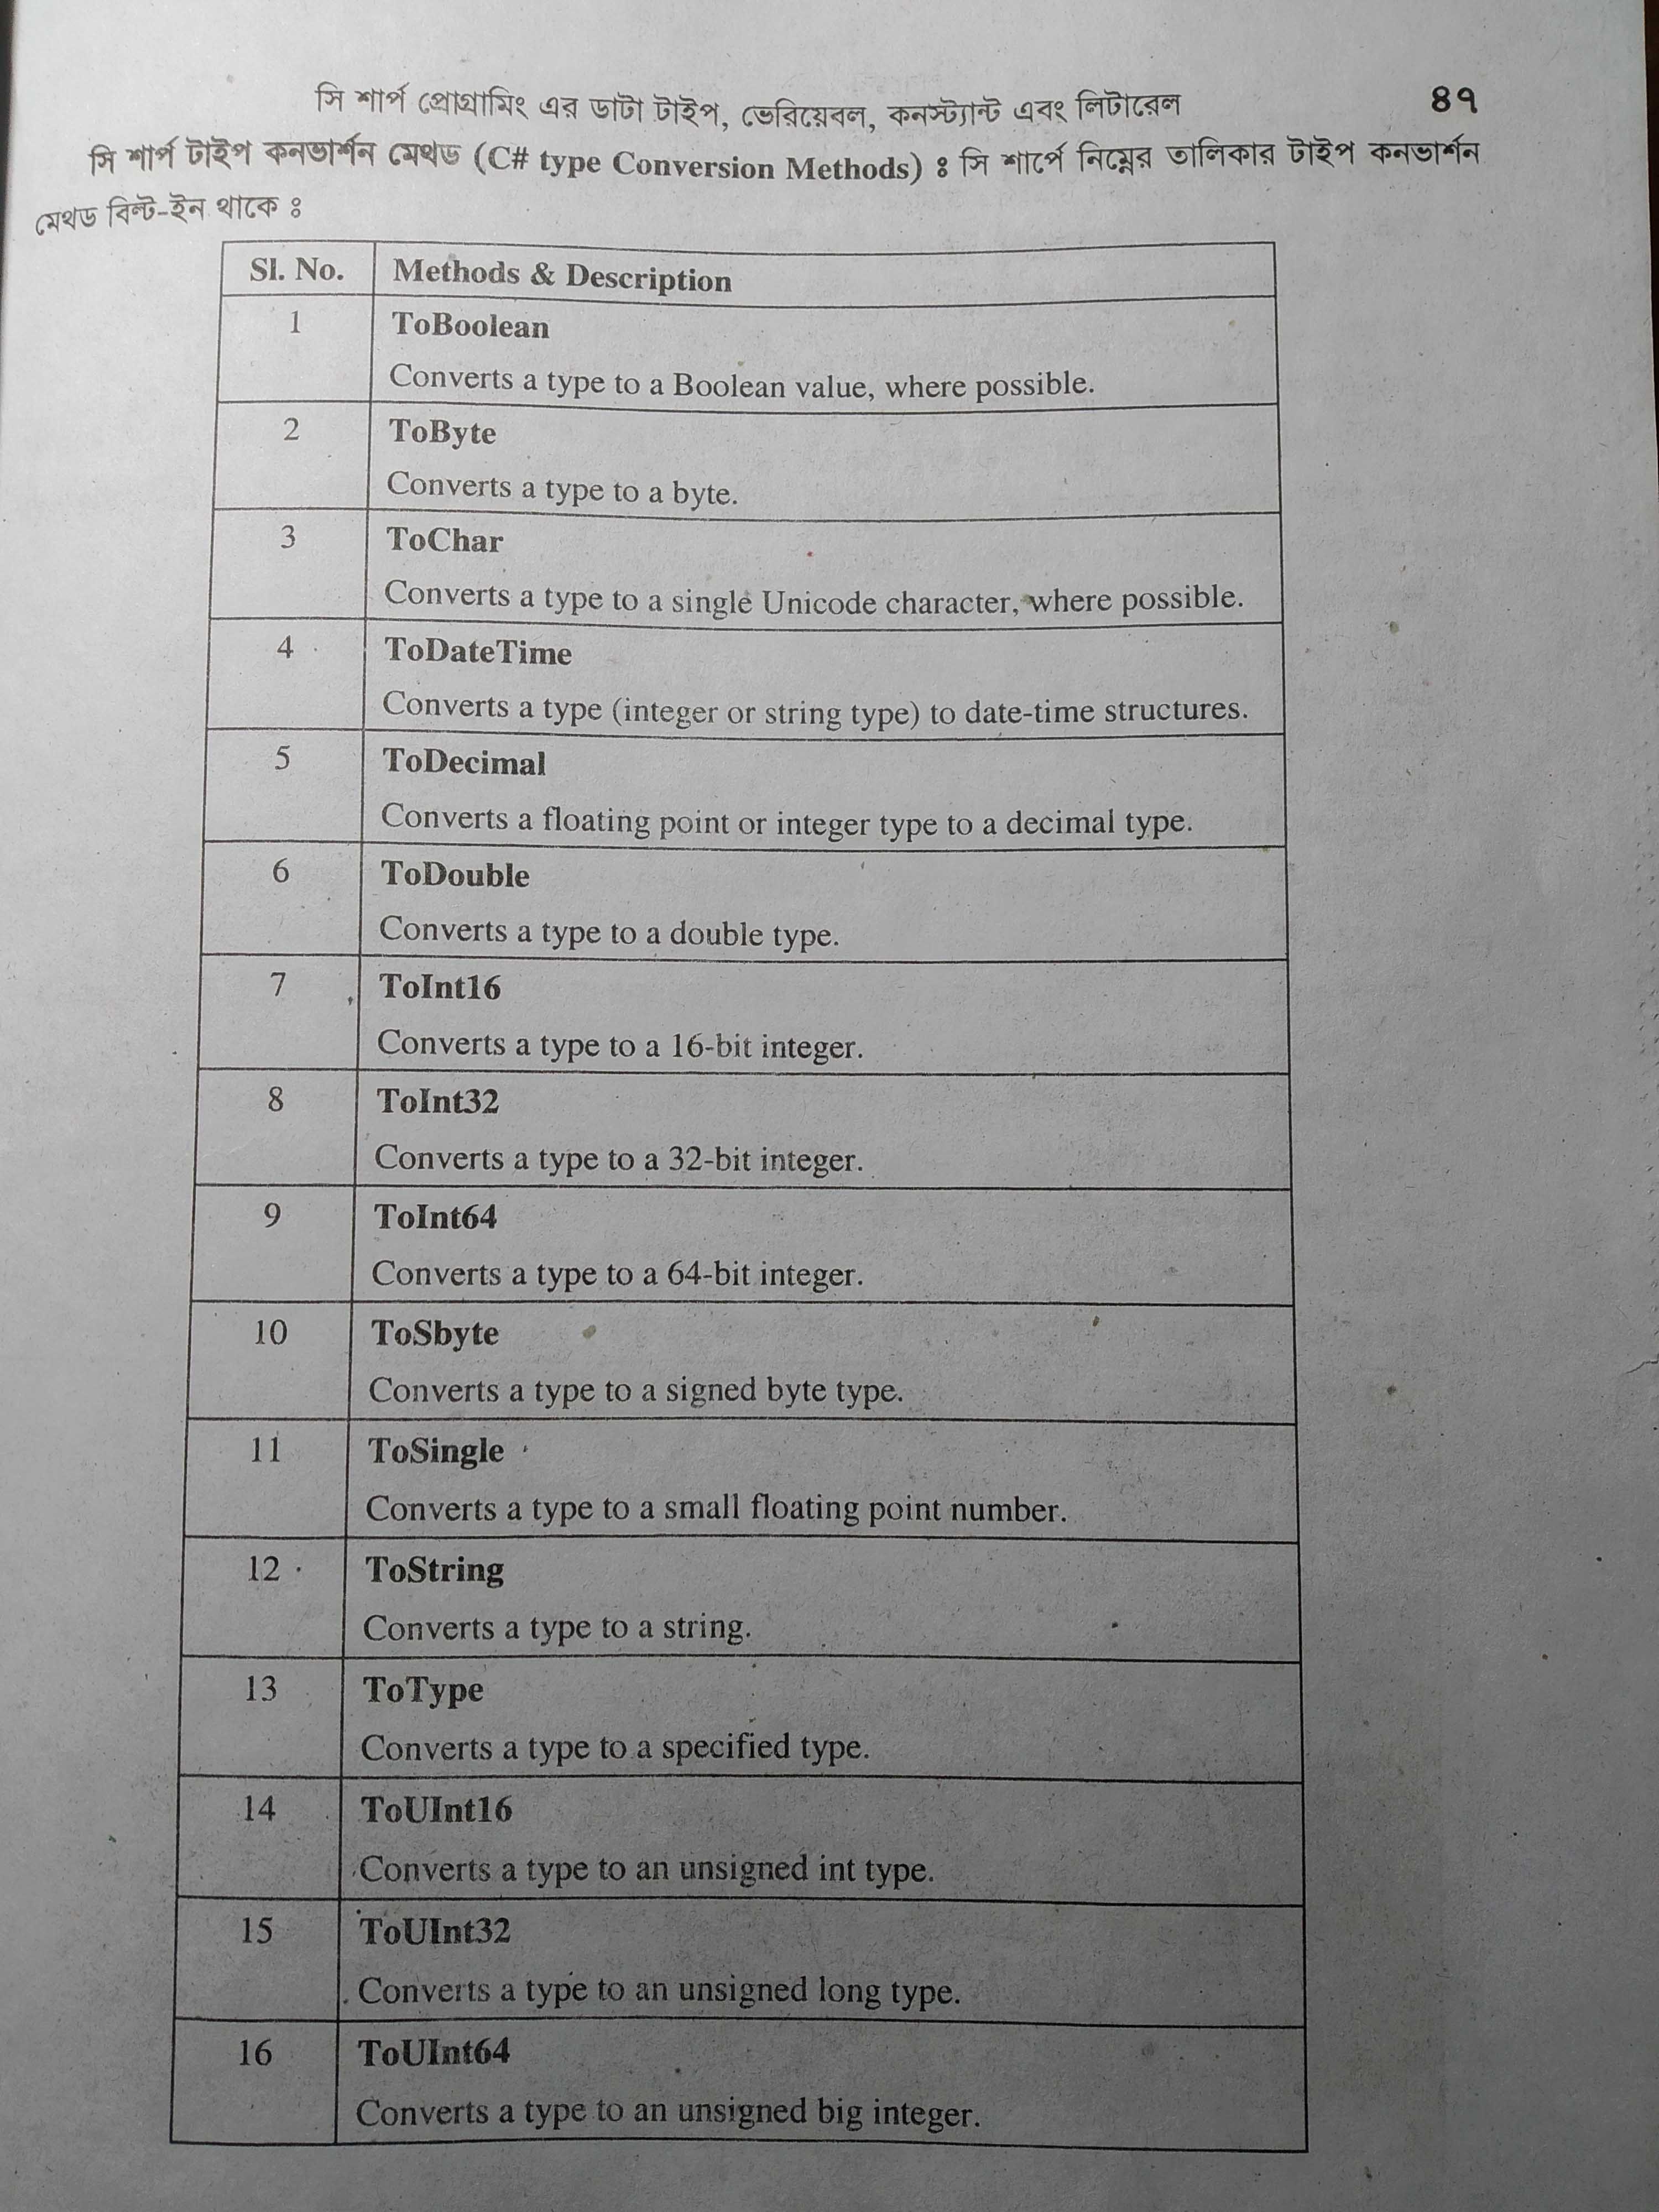 সি শার্প প্রোগ্রামিং এর ডাটা টাইপ, ভেরিয়েবল, কনস্ট্যান্ট এবং লিটারেল ৪৭
সি শার্প টাইপ কনভার্শন মেথড (C# type Conversion Methods) ঃ সি শার্পে নিম্নের তালিকার টাইপ কনভার্শন
মেথড বিল্ট-ইন থাকে ঃ
Sl. No. Methods & Description
1 ToBoolean
Converts a type to a Boolean value, where possible.
2 ToByte
Converts a type to a byte.
3 ToChar
Converts a type to a single Unicode character, where possible.
4 ToDateTime
Converts a type (integer or string type) to date-time structures.
5 ToDecimal
Converts a floating point or integer type to a decimal type.
6 ToDouble
Converts a type to a double type.
7 ToInt16
Converts a type to a 16-bit integer.
8 ToInt32
Converts a type to a 32-bit integer.
9 ToInt64
Converts a type to a 64-bit integer.
10 ToSbyte
Converts a type to a signed byte type.
11 ToSingle
Converts a type to a small floating point number.
12 ToString
Converts a type to a string.
13 ToType
Converts a type to a specified type.
14 ToUInt16
Converts a type to an unsigned int type.
15 ToUInt32
Converts a type to an unsigned long type.
16 ToUInt64
Converts a type to an unsigned big integer.